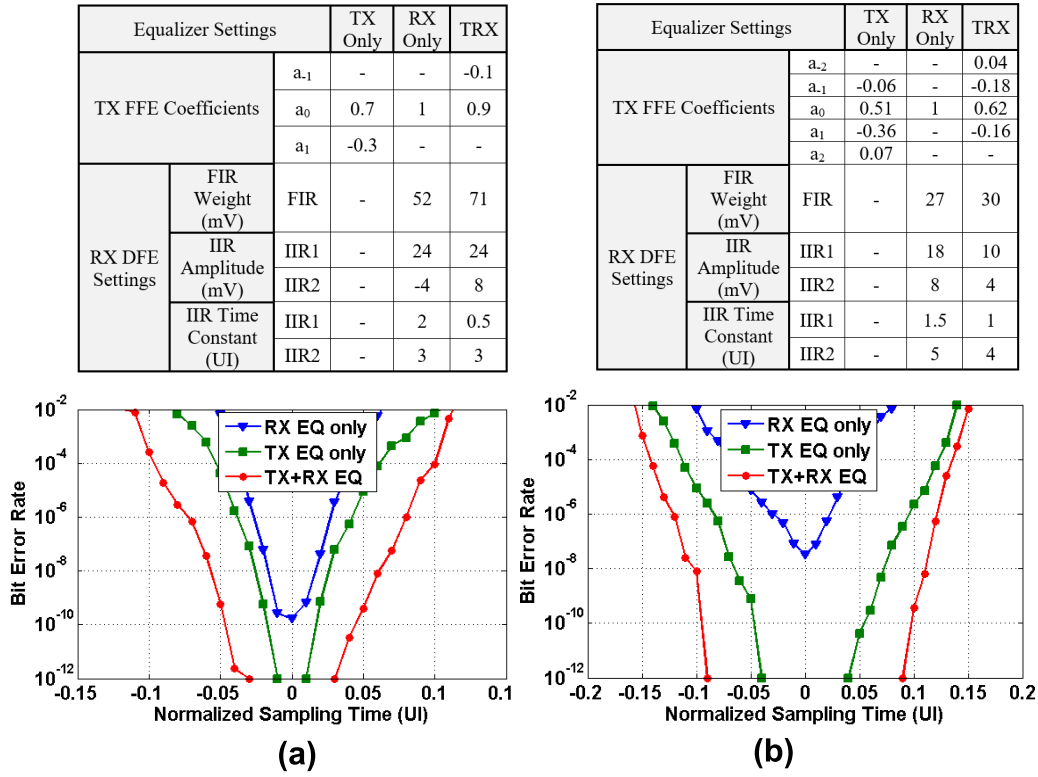 Equalizer Settings TX Only RX Only TRX
TX FFE Coefficients a-1 - - -0.1
a0 0.7 1 0.9
a1 -0.3 - -
RX DFE Settings FIR Weight (mV) FIR - 52 71
IIR Amplitude (mV) IIR1 - 24 24
IIR2 - -4 8
IIR Time Constant (UI) IIR1 - 2 0.5
IIR2 - 3 3
Equalizer Settings TX Only RX Only TRX
TX FFE Coefficients a-2 - - 0.04
a-1 -0.06 - -0.18
a0 0.51 1 0.62
a1 -0.36 - -0.16
a2 0.07 - -
RX DFE Settings FIR Weight (mV) FIR - 27 30
IIR Amplitude (mV) IIR1 - 18 10
IIR2 - 8 4
IIR Time Constant (UI) IIR1 - 1.5 1
IIR2 - 5 4
Bit Error Rate
10-2
10-4
10-6
10-8
10-10
10-12
RX EQ only
TX EQ only
TX+RX EQ
-0.15 -0.1 -0.05 0 0.05 0.1 0.1
Normalized Sampling Time (UI)
(a)
Bit Error Rate
10-2
10-4
10-6
10-8
10-10
10-12
RX EQ only
TX EQ only
TX+RX EQ
-0.2 -0.15 -0.1 -0.05 0 0.05 0.1 0.15 0.2
Normalized Sampling Time (UI)
(b)